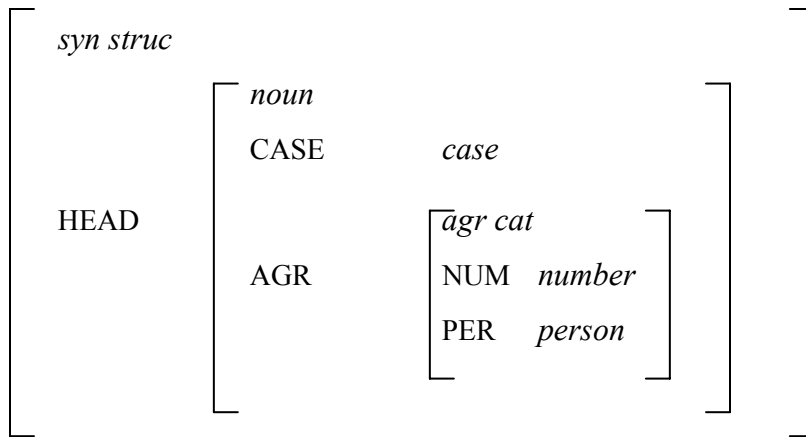 syn struc
noun
CASE case
HEAD agr cat
AGR NUM number
PER person